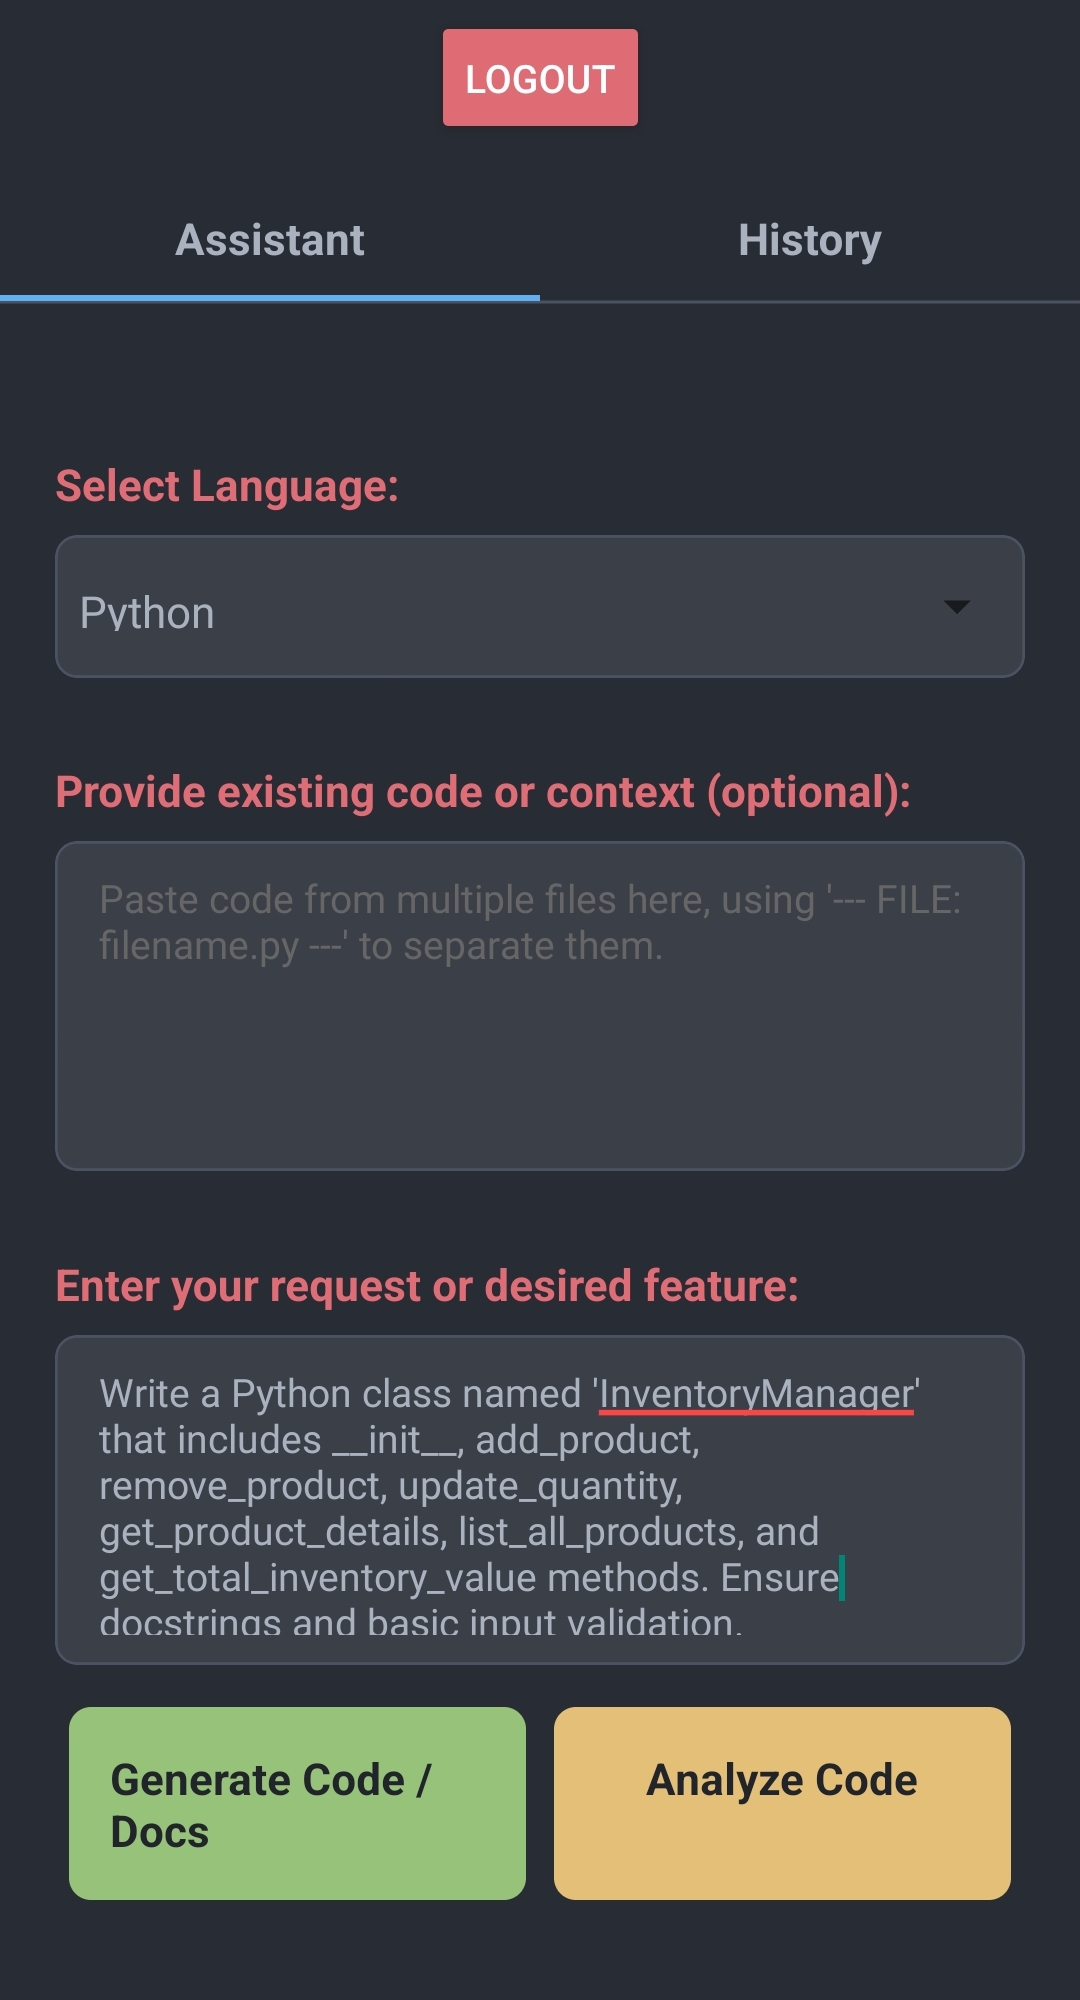 LOGOUT
Assistant
History
Select Language:
Python
Provide existing code or context (optional):
Paste code from multiple files here, using '--- FILE:
filename.py ---' to separate them.
Enter your request or desired feature:
Write a Python class named 'InventoryManager'
that includes __init__, add_product,
remove_product, update_quantity,
get_product_details, list_all_products, and
get_total_inventory_value methods. Ensure
docstrings and basic input validation.
Generate Code /
Docs
Analyze Code